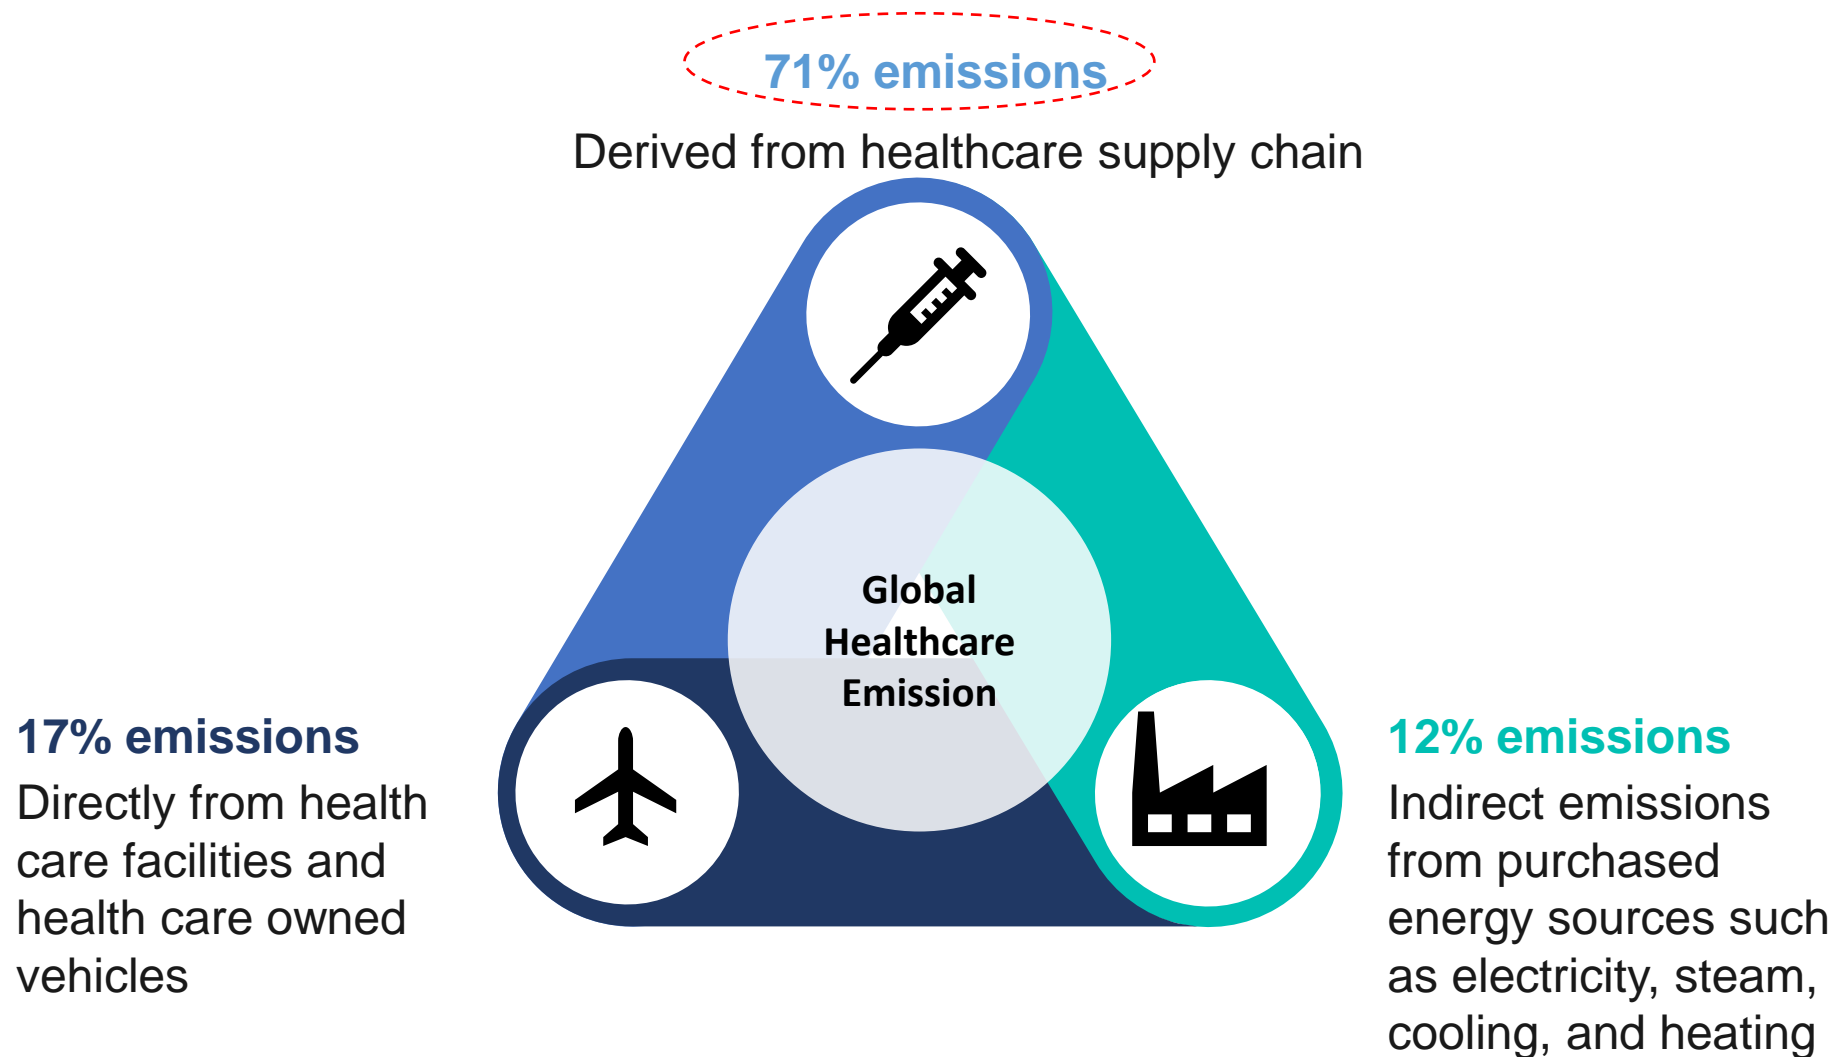 71% emissions
Derived from healthcare supply chain
Global
Healthcare
Emission
17% emissions
Directly from health
care facilities and
health care owned
vehicles
12% emissions
Indirect emissions
from purchased
energy sources such
as electricity, steam,
cooling, and heating